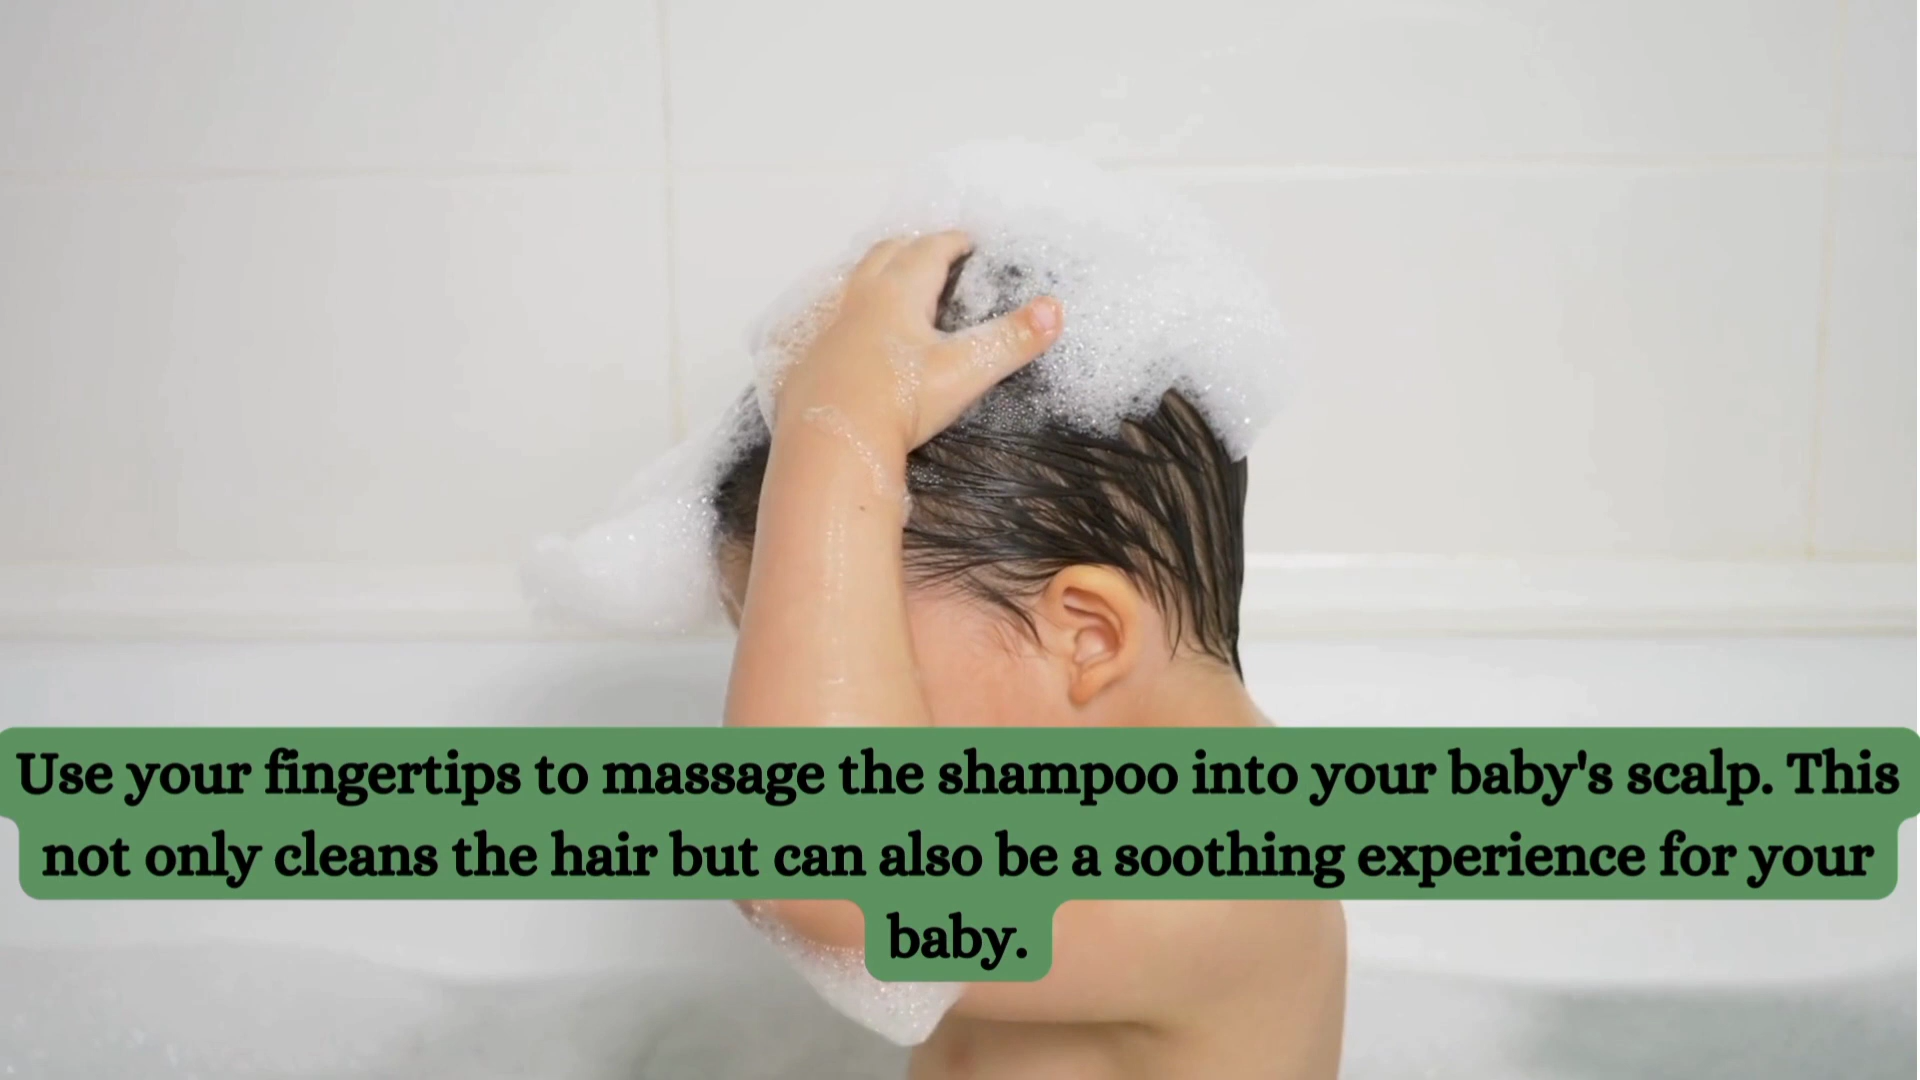 Use your fingertips to massage the shampoo into your baby's scalp. This
not only cleans the hair but can also be a soothing experience for your
baby.